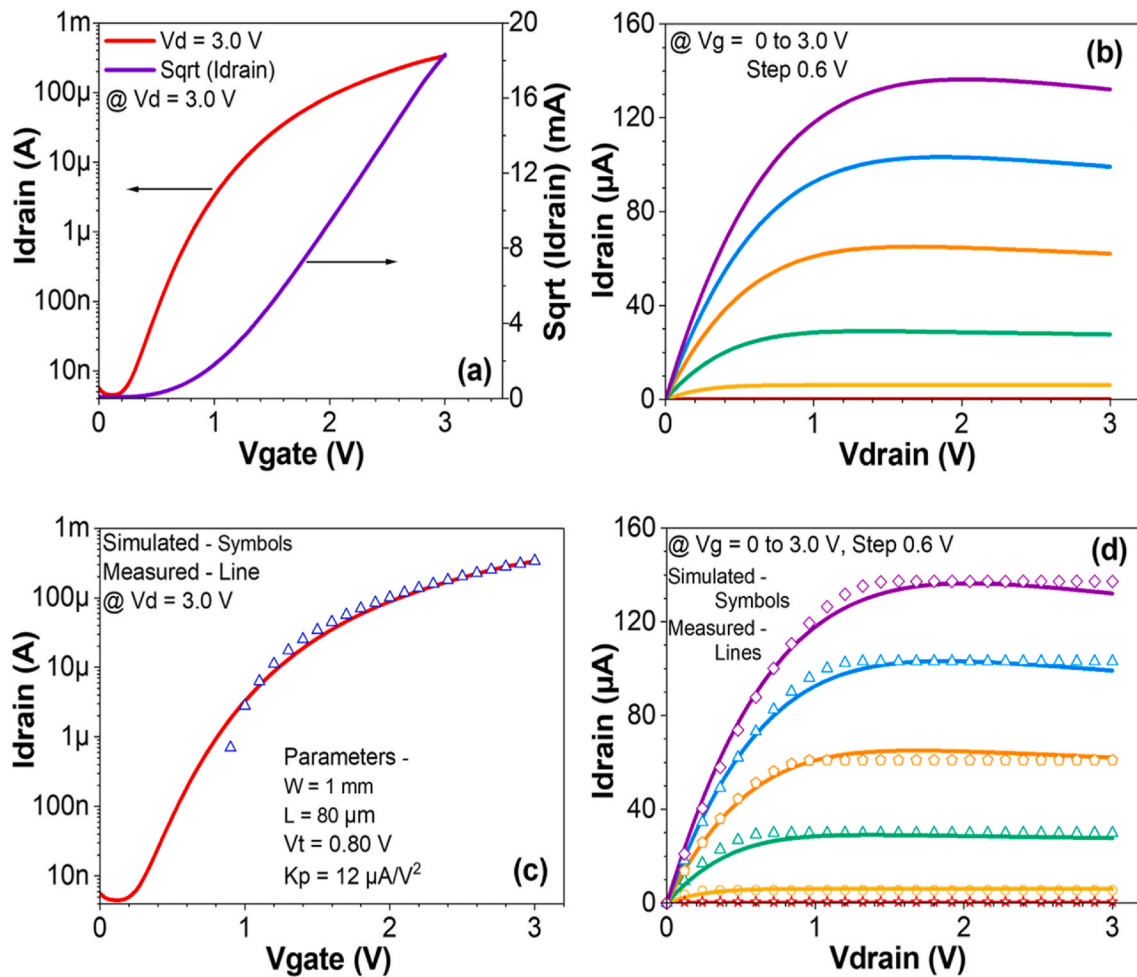 1m
100μ
10μ
1μ
100n
10n
Idrain (A)
Vd = 3.0 V
Sqrt (Idrain)
@ Vd = 3.0 V
(a)
20
16
12
8
4
0
Sqrt (Idrain) (mA)
0 1 2 3
Vgate (V)
160
120
80
40
0
Idrain (μA)
@ Vg = 0 to 3.0 V
Step 0.6 V
(b)
0 1 2 3
Vdrain (V)
1m
100μ
10μ
1μ
100n
10n
Idrain (A)
Simulated - Symbols
Measured - Line
@ Vd = 3.0 V
Parameters -
W = 1 mm
L = 80 μm
Vt = 0.80 V
Kp = 12 μA/V²
(c)
0 1 2 3
Vgate (V)
160
120
80
40
0
Idrain (μA)
@ Vg = 0 to 3.0 V, Step 0.6 V
(d)
Simulated -
Symbols
Measured -
Lines
0 1 2 3
Vdrain (V)